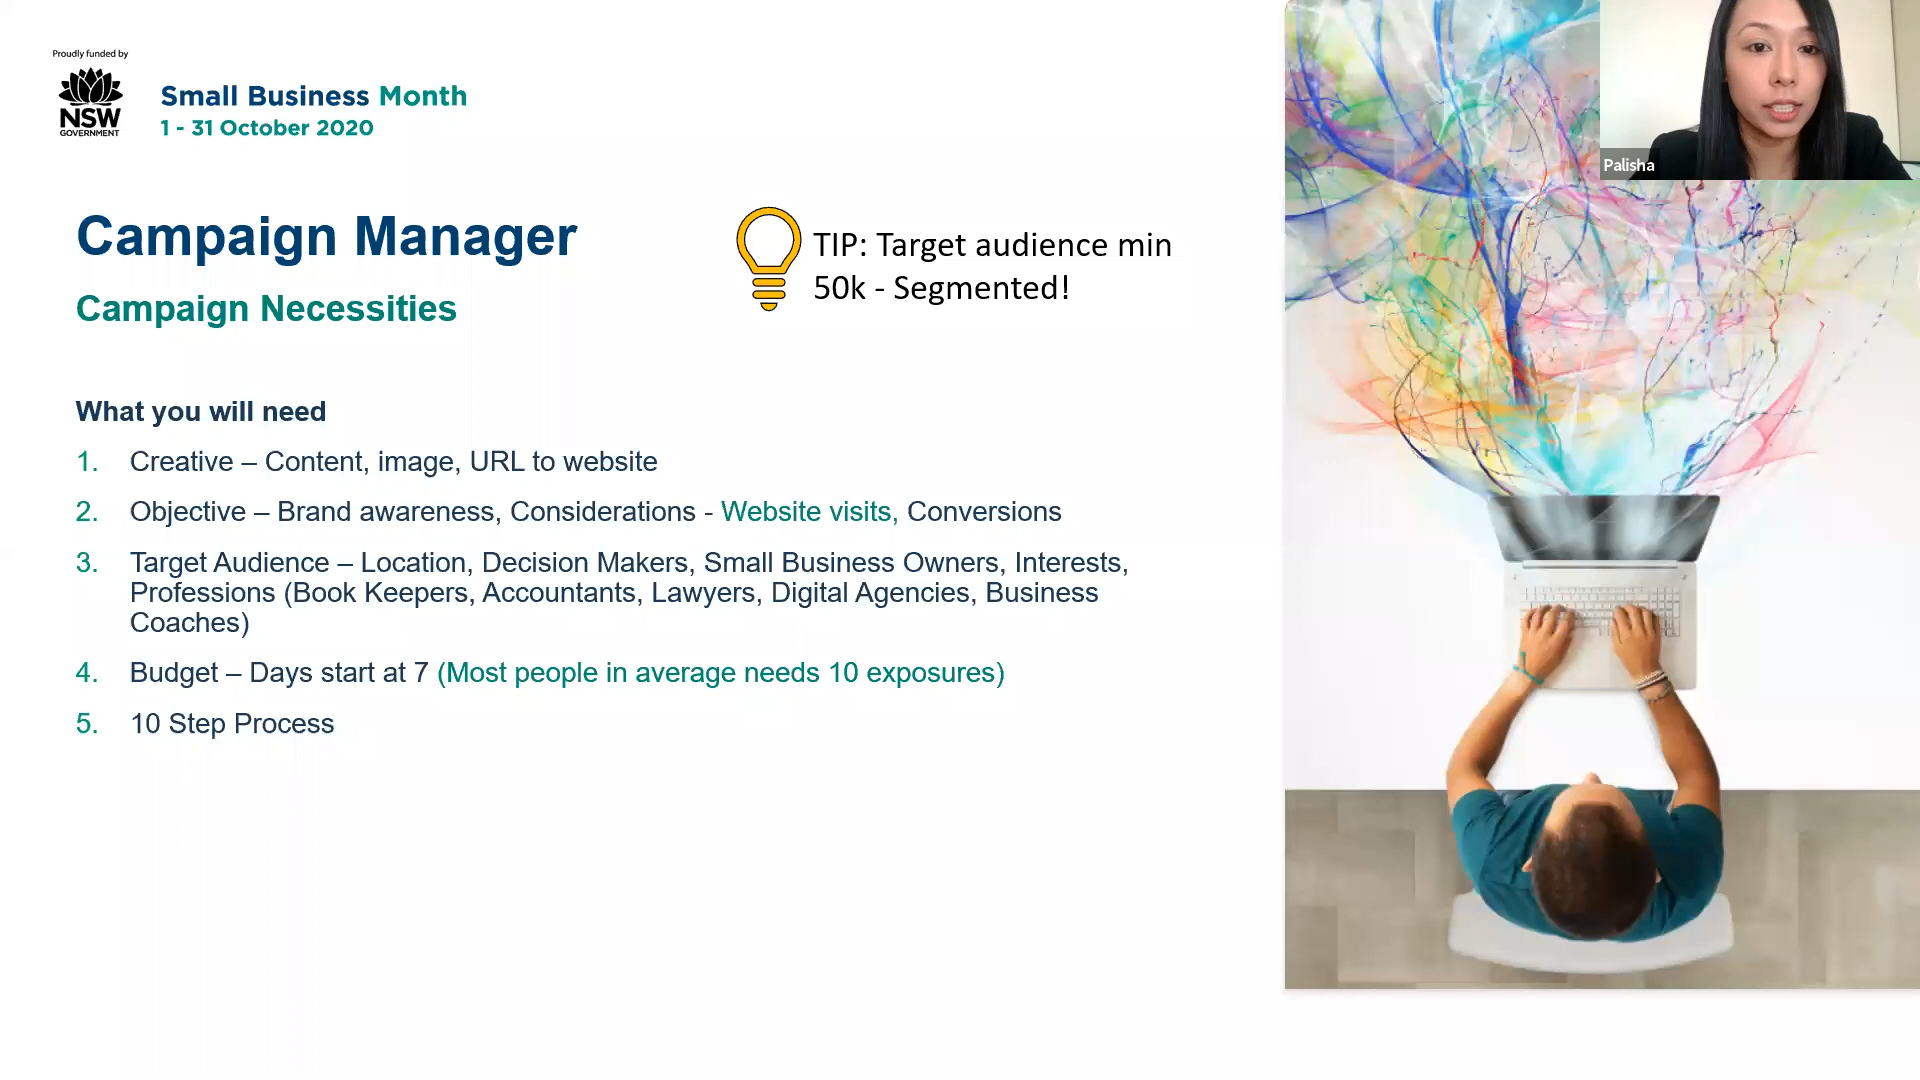 Proudly funded by
NSW
GOVERNMENT
Small Business Month
1 - 31 October 2020
Palisha
Campaign Manager
TIP: Target audience min
50k - Segmented!
Campaign Necessities
What you will need
1. Creative – Content, image, URL to website
2. Objective – Brand awareness, Considerations - Website visits, Conversions
3. Target Audience – Location, Decision Makers, Small Business Owners, Interests,
Professions (Book Keepers, Accountants, Lawyers, Digital Agencies, Business
Coaches)
4. Budget – Days start at 7 (Most people in average needs 10 exposures)
5. 10 Step Process